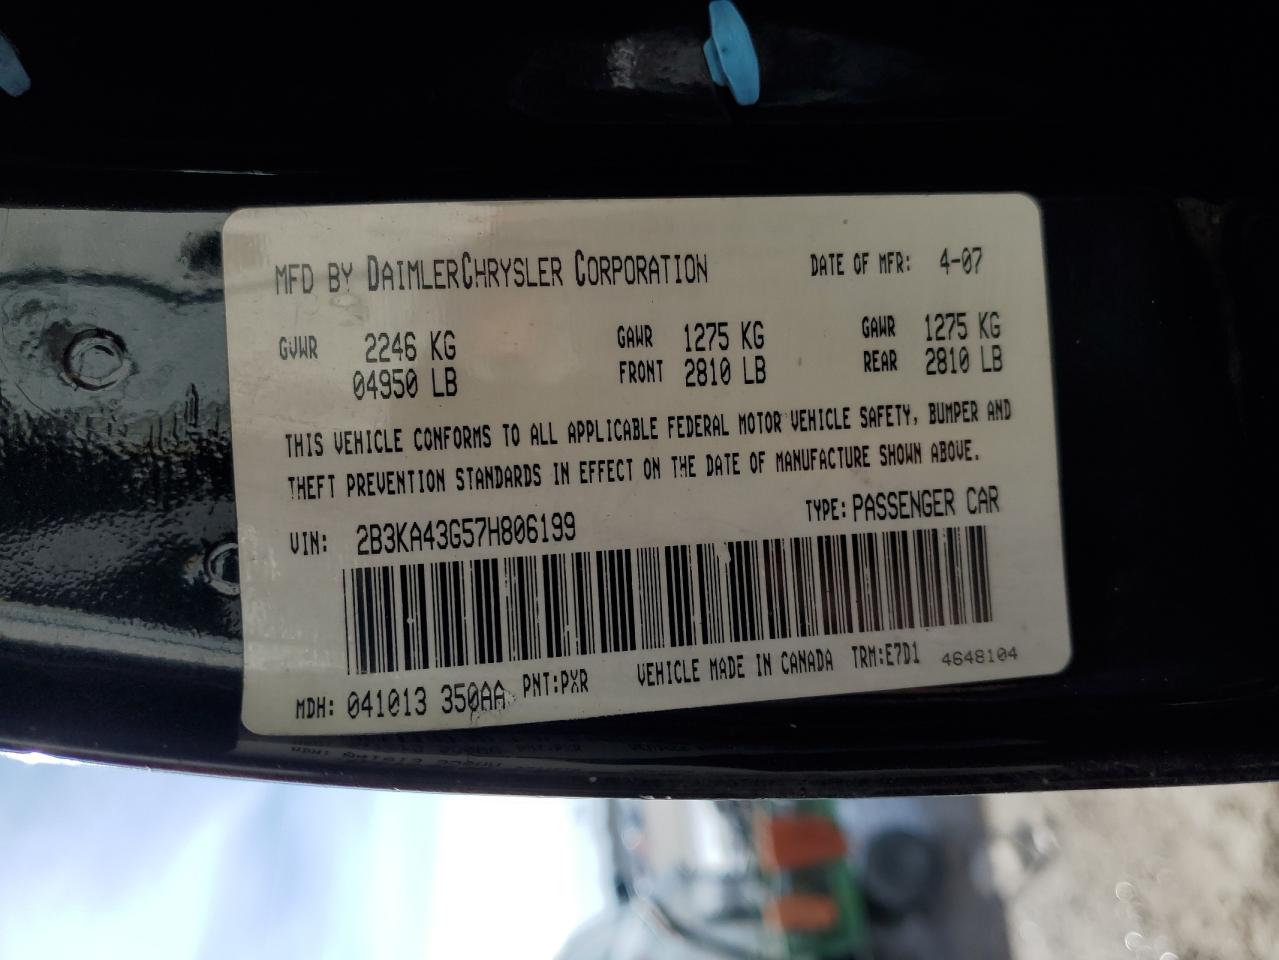 MFD BY DAIMLERCHRYSLER CORPORATION DATE OF MFR: 4-07
GVWR 2246 KG GAWR 1275 KG GAWR 1275 KG
04950 LB FRONT 2810 LB REAR 2810 LB
THIS VEHICLE CONFORMS TO ALL APPLICABLE FEDERAL MOTOR VEHICLE SAFETY, BUMPER AND
THEFT PREVENTION STANDARDS IN EFFECT ON THE DATE OF MANUFACTURE SHOWN ABOVE.
VIN: 2B3KA43G57H806199 TYPE: PASSENGER CAR
MDH: 041013 350AA PNT:PXR VEHICLE MADE IN CANADA TRM:E7D1 4648104